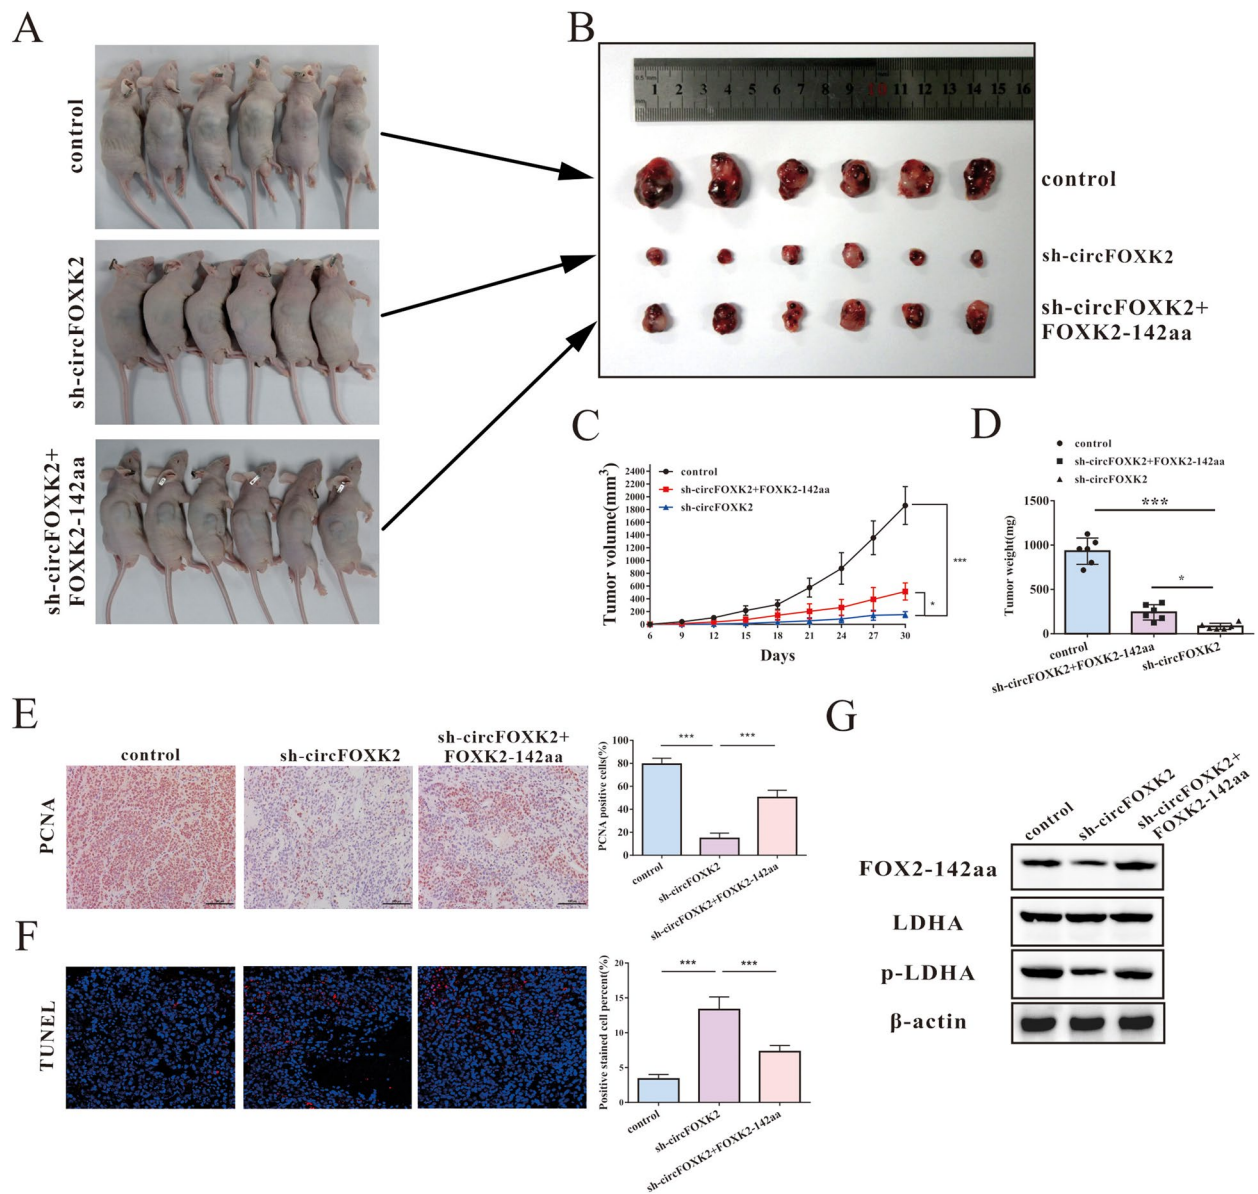 A
control
sh-circFOXK2
sh-circFOXK2+
FOXK2-142aa
B
1 2 3 4 5 6 7 8 9 10 11 12 13 14 15 16
control
sh-circFOXK2
sh-circFOXK2+
FOXK2-142aa
C
control
sh-circFOXK2+FOXK2-142aa
sh-circFOXK2
Tumor volume(mm3)
2400
2200
2000
1800
1600
1400
1200
1000
800
600
400
200
0
6 9 12 15 18 21 24 27 30
Days
***
*
D
control
sh-circFOXK2+FOXK2-142aa
sh-circFOXK2
Tumor weight(mg)
1500
1000
500
0
***
*
control
sh-circFOXK2+FOXK2-142aa
sh-circFOXK2
E
control
sh-circFOXK2
sh-circFOXK2+
FOXK2-142aa
PCNA
PCNA positive cells(%)
100
80
60
40
20
0
*** ***
control
sh-circFOXK2
sh-circFOXK2+FOXK2-142aa
F
TUNEL
Positive stained cell percent(%)
20
15
10
5
0
*** ***
control
sh-circFOXK2
sh-circFOXK2+FOXK2-142aa
G
control
sh-circFOXK2
sh-circFOXK2+
FOXK2-142aa
FOX2-142aa
LDHA
p-LDHA
β-actin